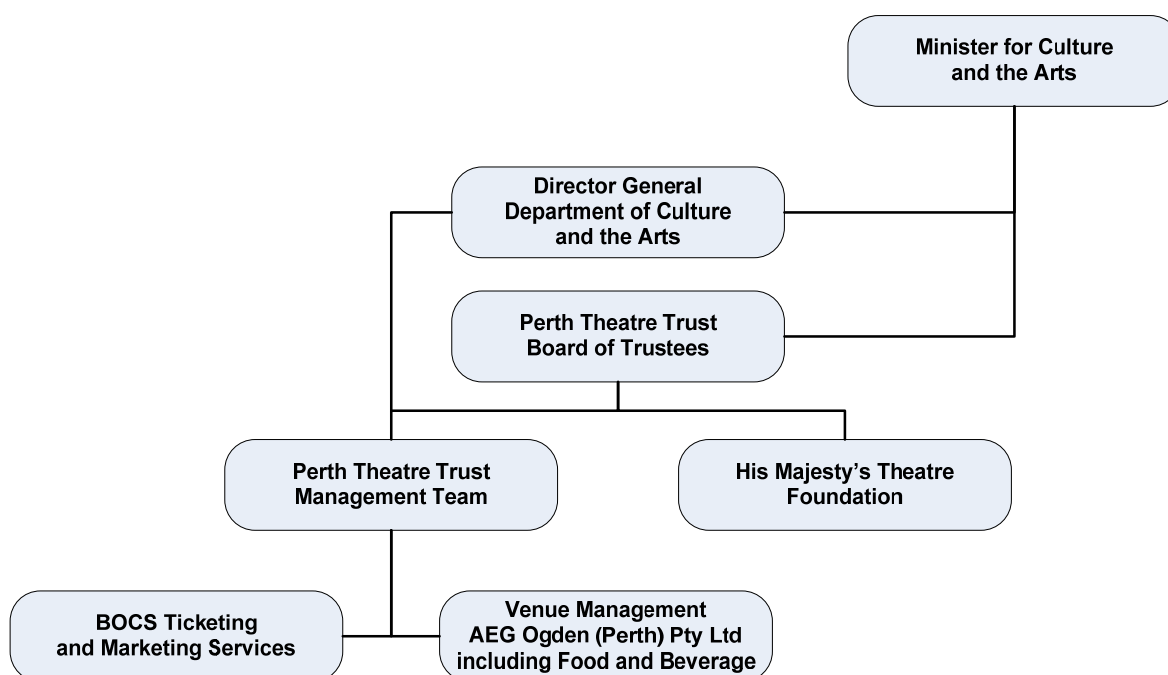 Minister for Culture
and the Arts
Director General
Department of Culture
and the Arts
Perth Theatre Trust
Board of Trustees
Perth Theatre Trust
Management Team
His Majesty’s Theatre
Foundation
BOCS Ticketing
and Marketing Services
Venue Management
AEG Ogden (Perth) Pty Ltd
including Food and Beverage